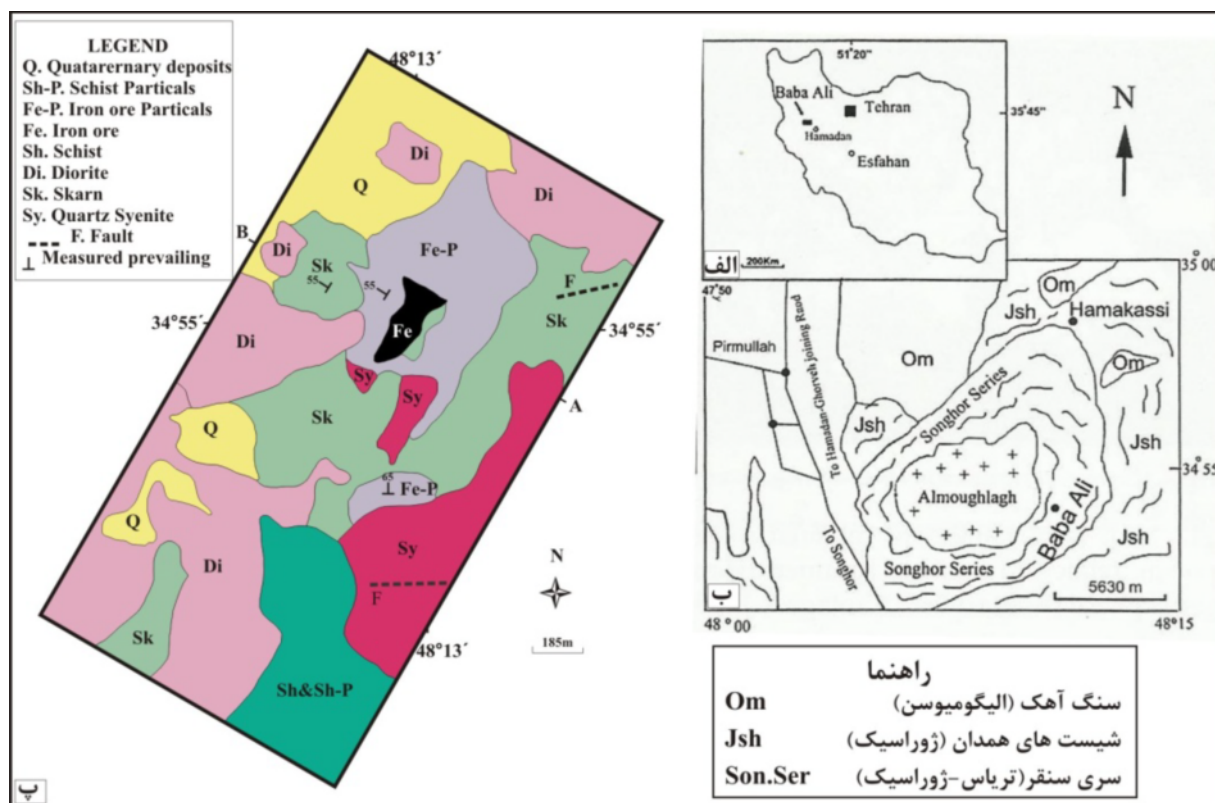 LEGEND
Q. Quatarernary deposits
Sh-P. Schist Particals
Fe-P. Iron ore Particals
Fe. Iron ore
Sh. Schist
Di. Diorite
Sk. Skarn
Sy. Quartz Syenite
F. Fault
Measured prevailing
48°13'
Di
Q
Di
B
Di
Sk
Fe-P
55
55
F
34°55'
Fe
Sk
34°55'
Di
Sy
Sy
A
Sk
Q
65
Fe-P
Q
Di
Sy
N
F
185m
Sk
48°13'
Sh&Sh-P
پ
51°20"
Baba Ali
Tehran
35°45"
Hamadan
Esfahan
N
الف
200Km
35°00
47°50
Om
Jsh
Hamakassi
Pirmullah
Om
Om
To Hamadan-Ghorveh joining Raod
Songhor Series
Jsh
Jsh
34°55
Almoughlagh
Baba Ali
To Songhor
Jsh
Songhor Series
5630 m
ب
48°00
48°15
راهنما
Om سنگ آهک (الیگومیوسن)
Jsh شیست های همدان (ژوراسیک)
Son.Ser سری سنقر(تریاس-ژوراسیک)